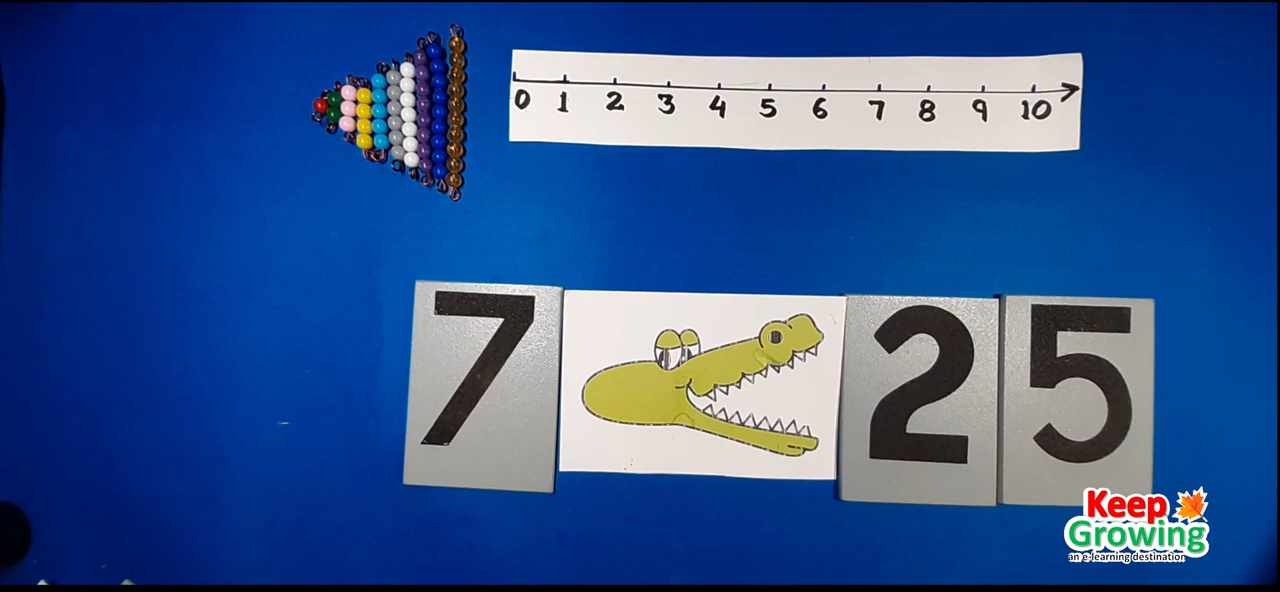 0 1 2 3 4 5 6 7 8 9 10
7 25
Keep
Growing
an e-learning destination